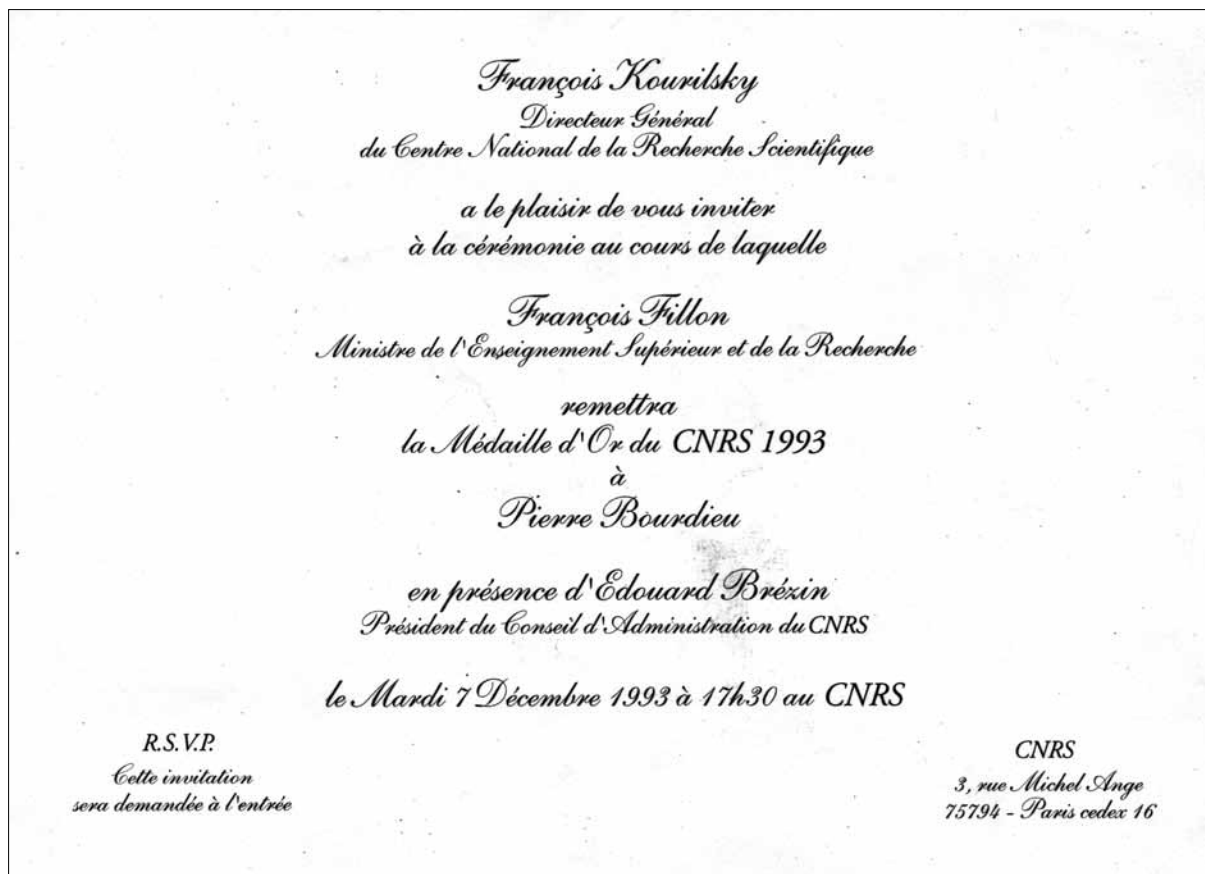 François Kourilsky
Directeur Général
du Centre National de la Recherche Scientifique
a le plaisir de vous inviter
à la cérémonie au cours de laquelle
François Fillon
Ministre de l'Enseignement Supérieur et de la Recherche
remettra
la Médaille d'Or du CNRS 1993
à
Pierre Bourdieu
en présence d'Edouard Brézin
Président du Conseil d'Administration du CNRS
le Mardi 7 Décembre 1993 à 17h30 au CNRS
R.S.V.P.
Cette invitation
sera demandée à l'entrée
CNRS
3, rue Michel Ange
75794 - Paris cedex 16